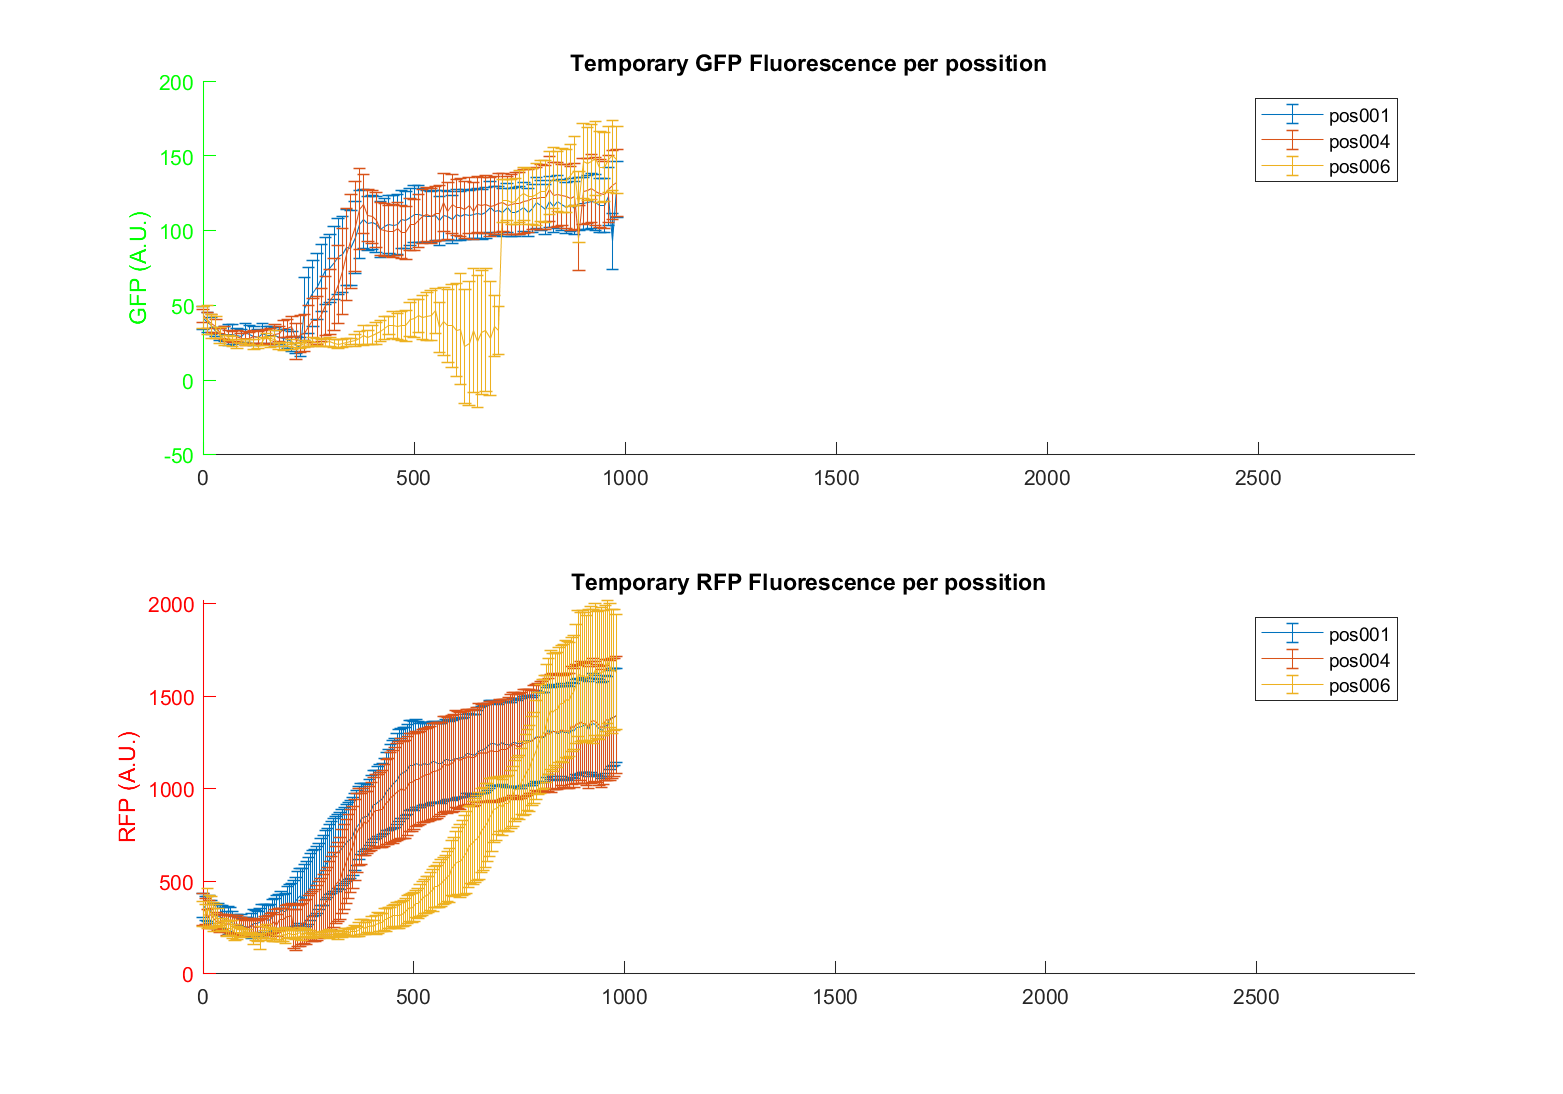 Temporary GFP Fluorescence per possition
200
150
100
50
0
-50
GFP (A.U.)
0 500 1000 1500 2000 2500
pos001
pos004
pos006
Temporary RFP Fluorescence per possition
2000
1500
1000
500
0
RFP (A.U.)
0 500 1000 1500 2000 2500
pos001
pos004
pos006